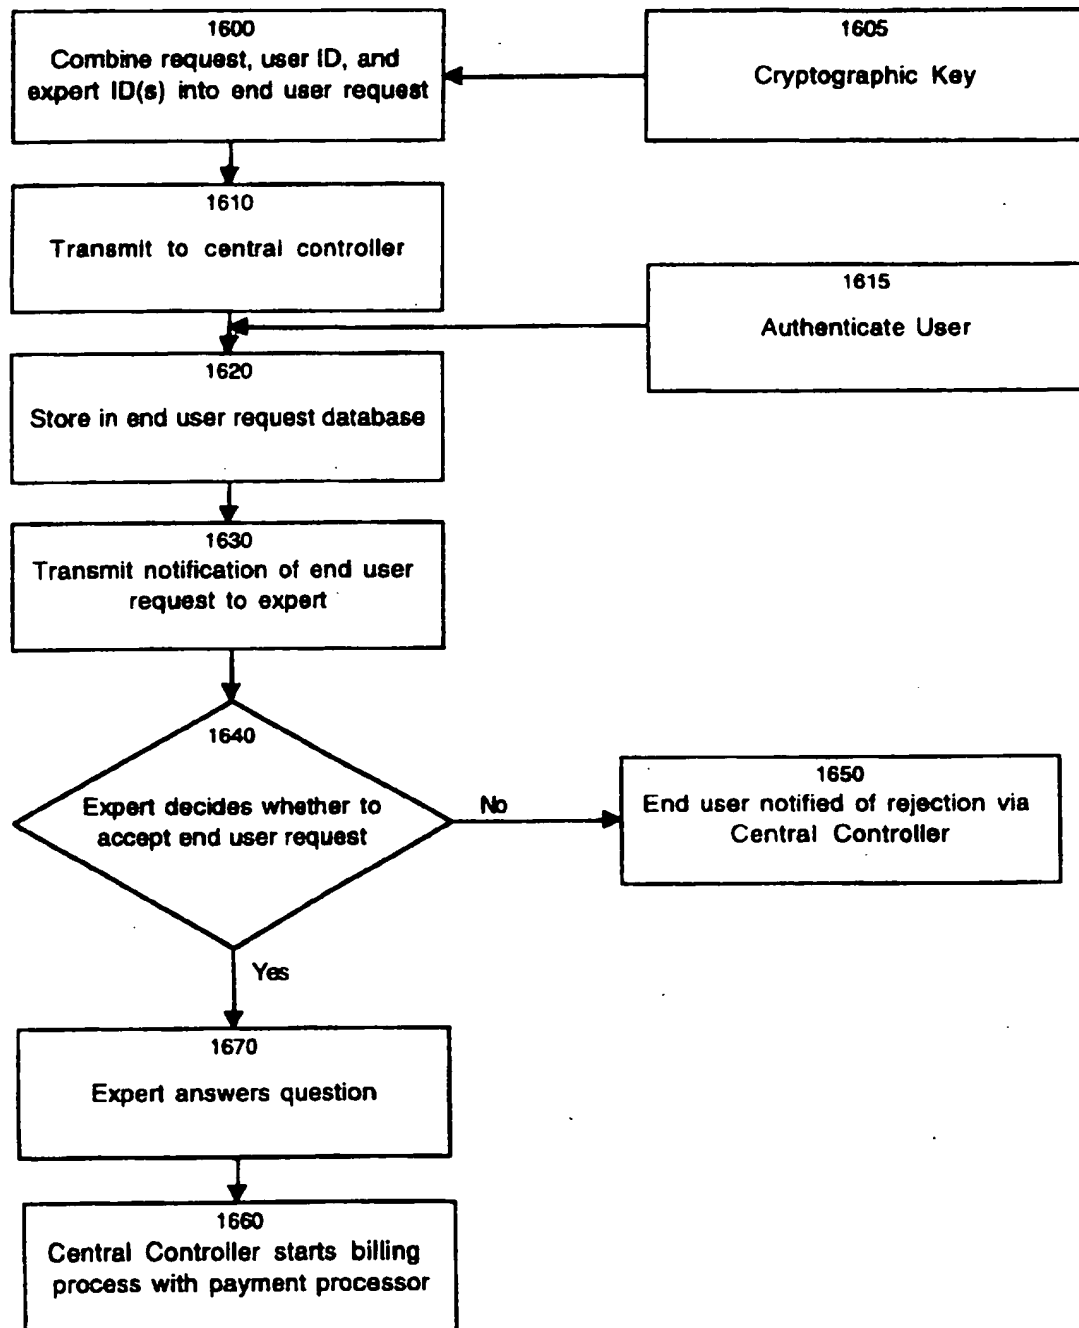 1600
Combine request, user ID, and
expert ID(s) into end user request
1605
Cryptographic Key
1610
Transmit to central controller
1615
Authenticate User
1620
Store in end user request database
1630
Transmit notification of end user
request to expert
1640
Expert decides whether to
accept end user request
No
1650
End user notified of rejection via
Central Controller
Yes
1670
Expert answers question
1660
Central Controller starts billing
process with payment processor